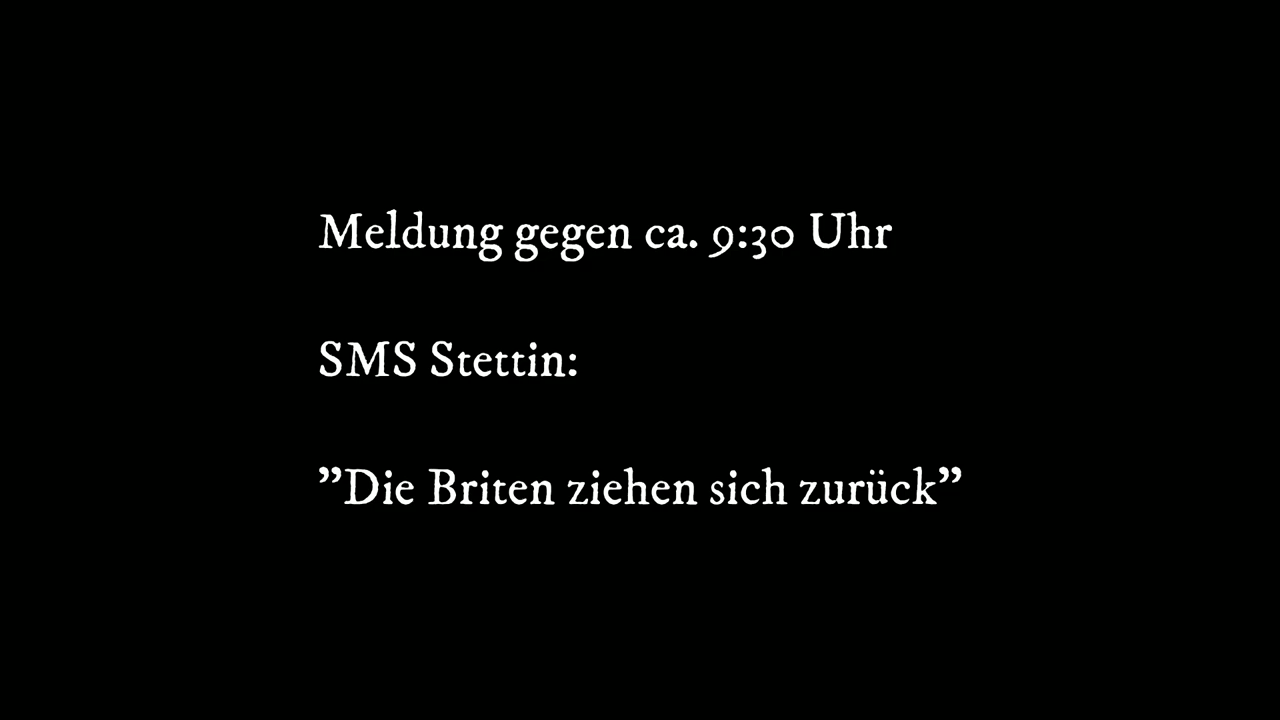 Meldung gegen ca. 9:30 Uhr
SMS Stettin:
”Die Briten ziehen sich zurück”